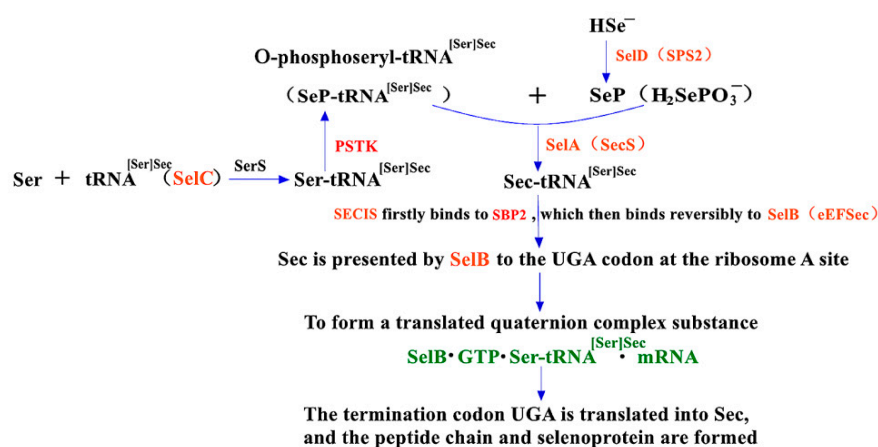 HSe⁻
SelD（SPS2）
O-phosphoseryl-tRNA[Ser]Sec
（SeP-tRNA[Ser]Sec） + SeP（H₂SePO₃⁻）
PSTK
SelA（SecS）
Ser + tRNA[Ser]Sec（SelC） SerS Ser-tRNA[Ser]Sec Sec-tRNA[Ser]Sec
SECIS firstly binds to SBP2 , which then binds reversibly to SelB（eEFSec）
Sec is presented by SelB to the UGA codon at the ribosome A site
To form a translated quaternion complex substance
SelB·GTP·Ser-tRNA[Ser]Sec·mRNA
The termination codon UGA is translated into Sec,
and the peptide chain and selenoprotein are formed